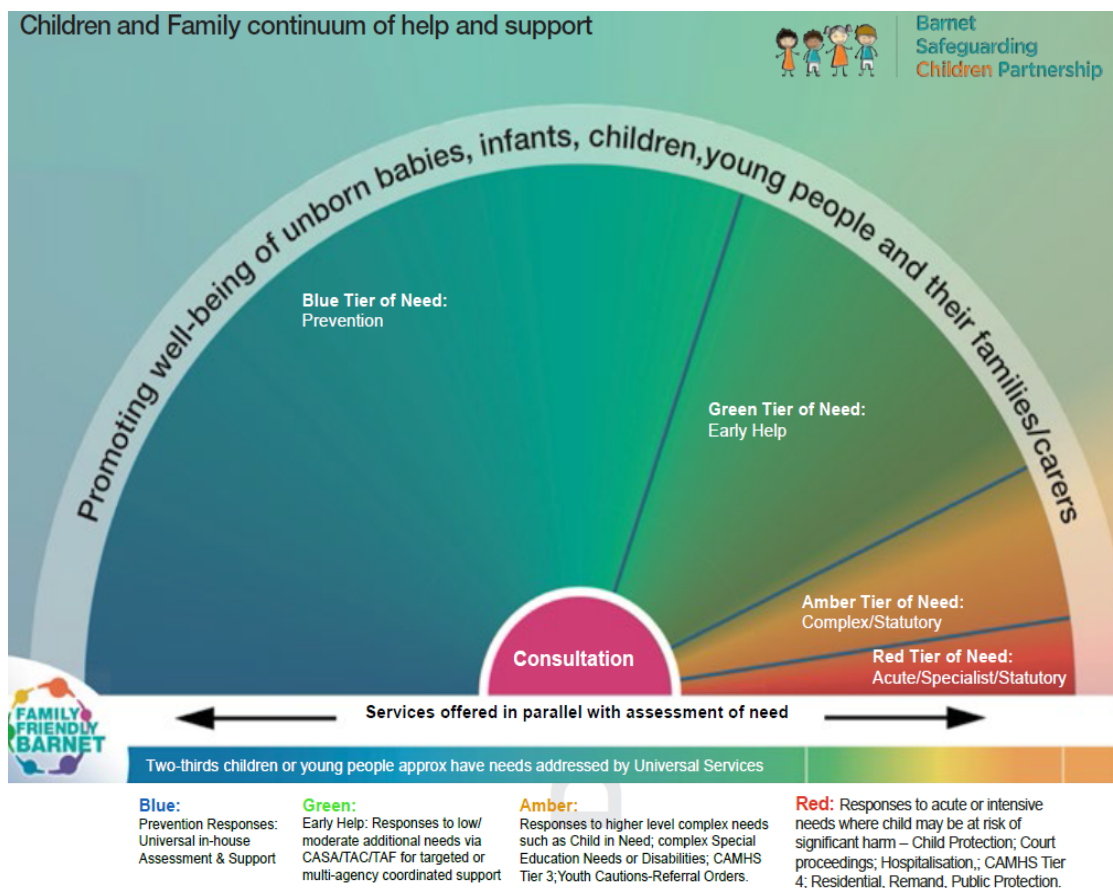 Children and Family continuum of help and support
Barnet
Safeguarding
Children Partnership
Promoting well-being of unborn babies, infants, children,young people and their families/carers
Blue Tier of Need:
Prevention
Green Tier of Need:
Early Help
Amber Tier of Need:
Complex/Statutory
Red Tier of Need:
Acute/Specialist/Statutory
Consultation
FAMILY
FRIENDLY
BARNET
Services offered in parallel with assessment of need
Two-thirds children or young people approx have needs addressed by Universal Services
Blue:
Prevention Responses:
Universal in-house
Assessment & Support
Green:
Early Help: Responses to low/
moderate additional needs via
CASA/TAC/TAF for targeted or
multi-agency coordinated support
Amber:
Responses to higher level complex needs
such as Child in Need; complex Special
Education Needs or Disabilities; CAMHS
Tier 3;Youth Cautions-Referral Orders.
Red: Responses to acute or intensive
needs where child may be at risk of
significant harm – Child Protection; Court
proceedings; Hospitalisation,; CAMHS Tier
4; Residential, Remand, Public Protection.